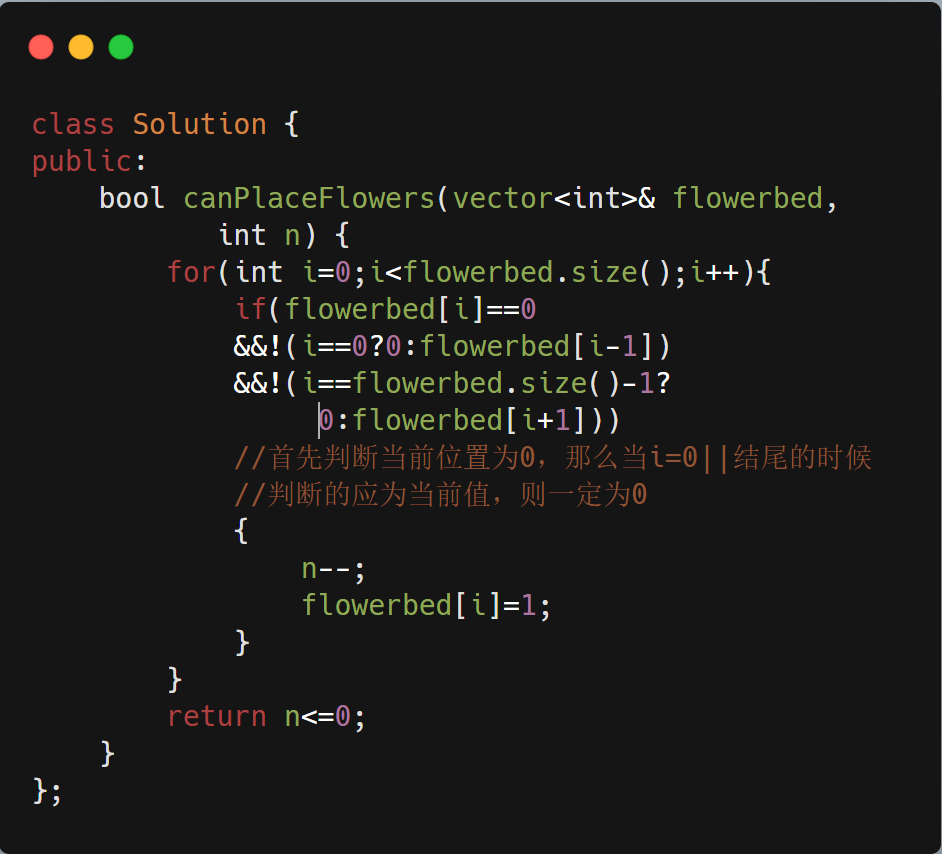 class Solution {
public:
    bool canPlaceFlowers(vector<int>& flowerbed,
           int n) {
        for(int i=0;i<flowerbed.size();i++){
            if(flowerbed[i]==0
            &&!(i==0?0:flowerbed[i-1])
            &&!(i==flowerbed.size()-1?
                 0:flowerbed[i+1]))
            //首先判断当前位置为0，那么当i=0||结尾的时候
            //判断的应为当前值，则一定为0
            {
                n--;
                flowerbed[i]=1;
            }
        }
        return n<=0;
    }
};